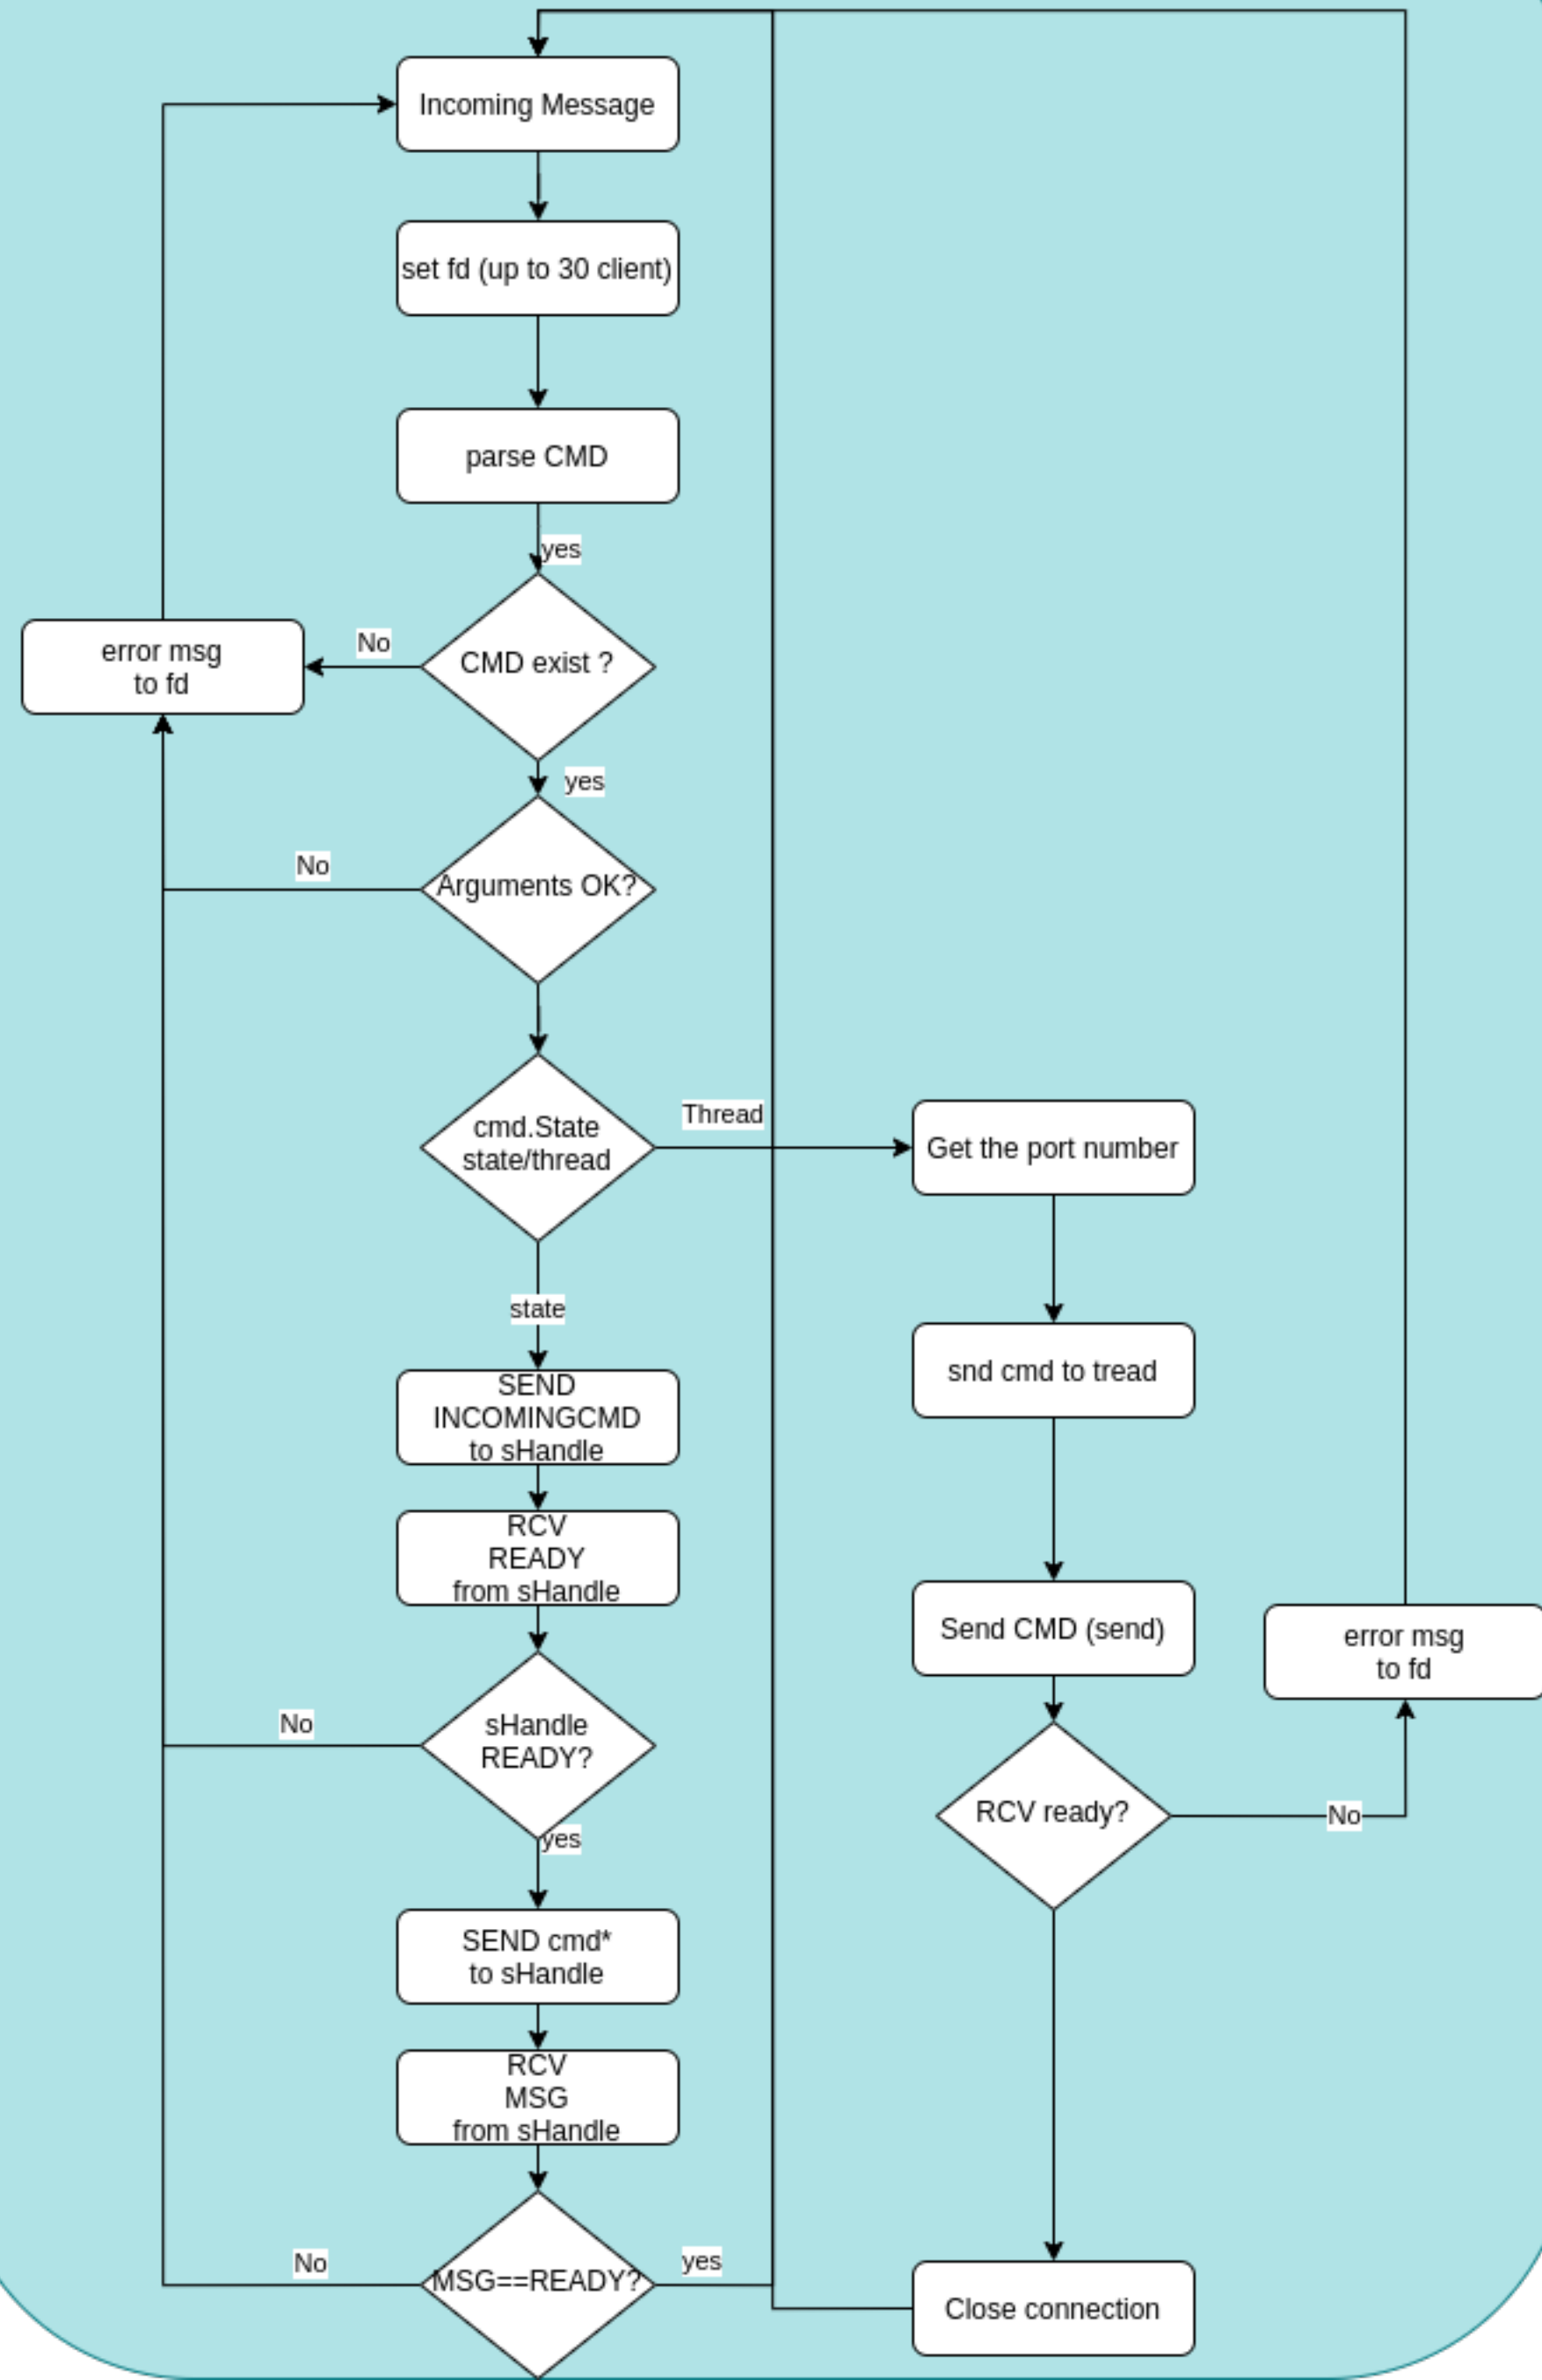 Incoming Message
set fd (up to 30 client)
parse CMD
yes
error msg
to fd
No
CMD exist ?
yes
No
Arguments OK?
cmd.State
state/thread
Thread
Get the port number
state
snd cmd to tread
SEND
INCOMINGCMD
to sHandle
RCV
READY
from sHandle
Send CMD (send)
error msg
to fd
No
sHandle
READY?
RCV ready?
No
yes
SEND cmd*
to sHandle
RCV
MSG
from sHandle
No
MSG==READY?
yes
Close connection